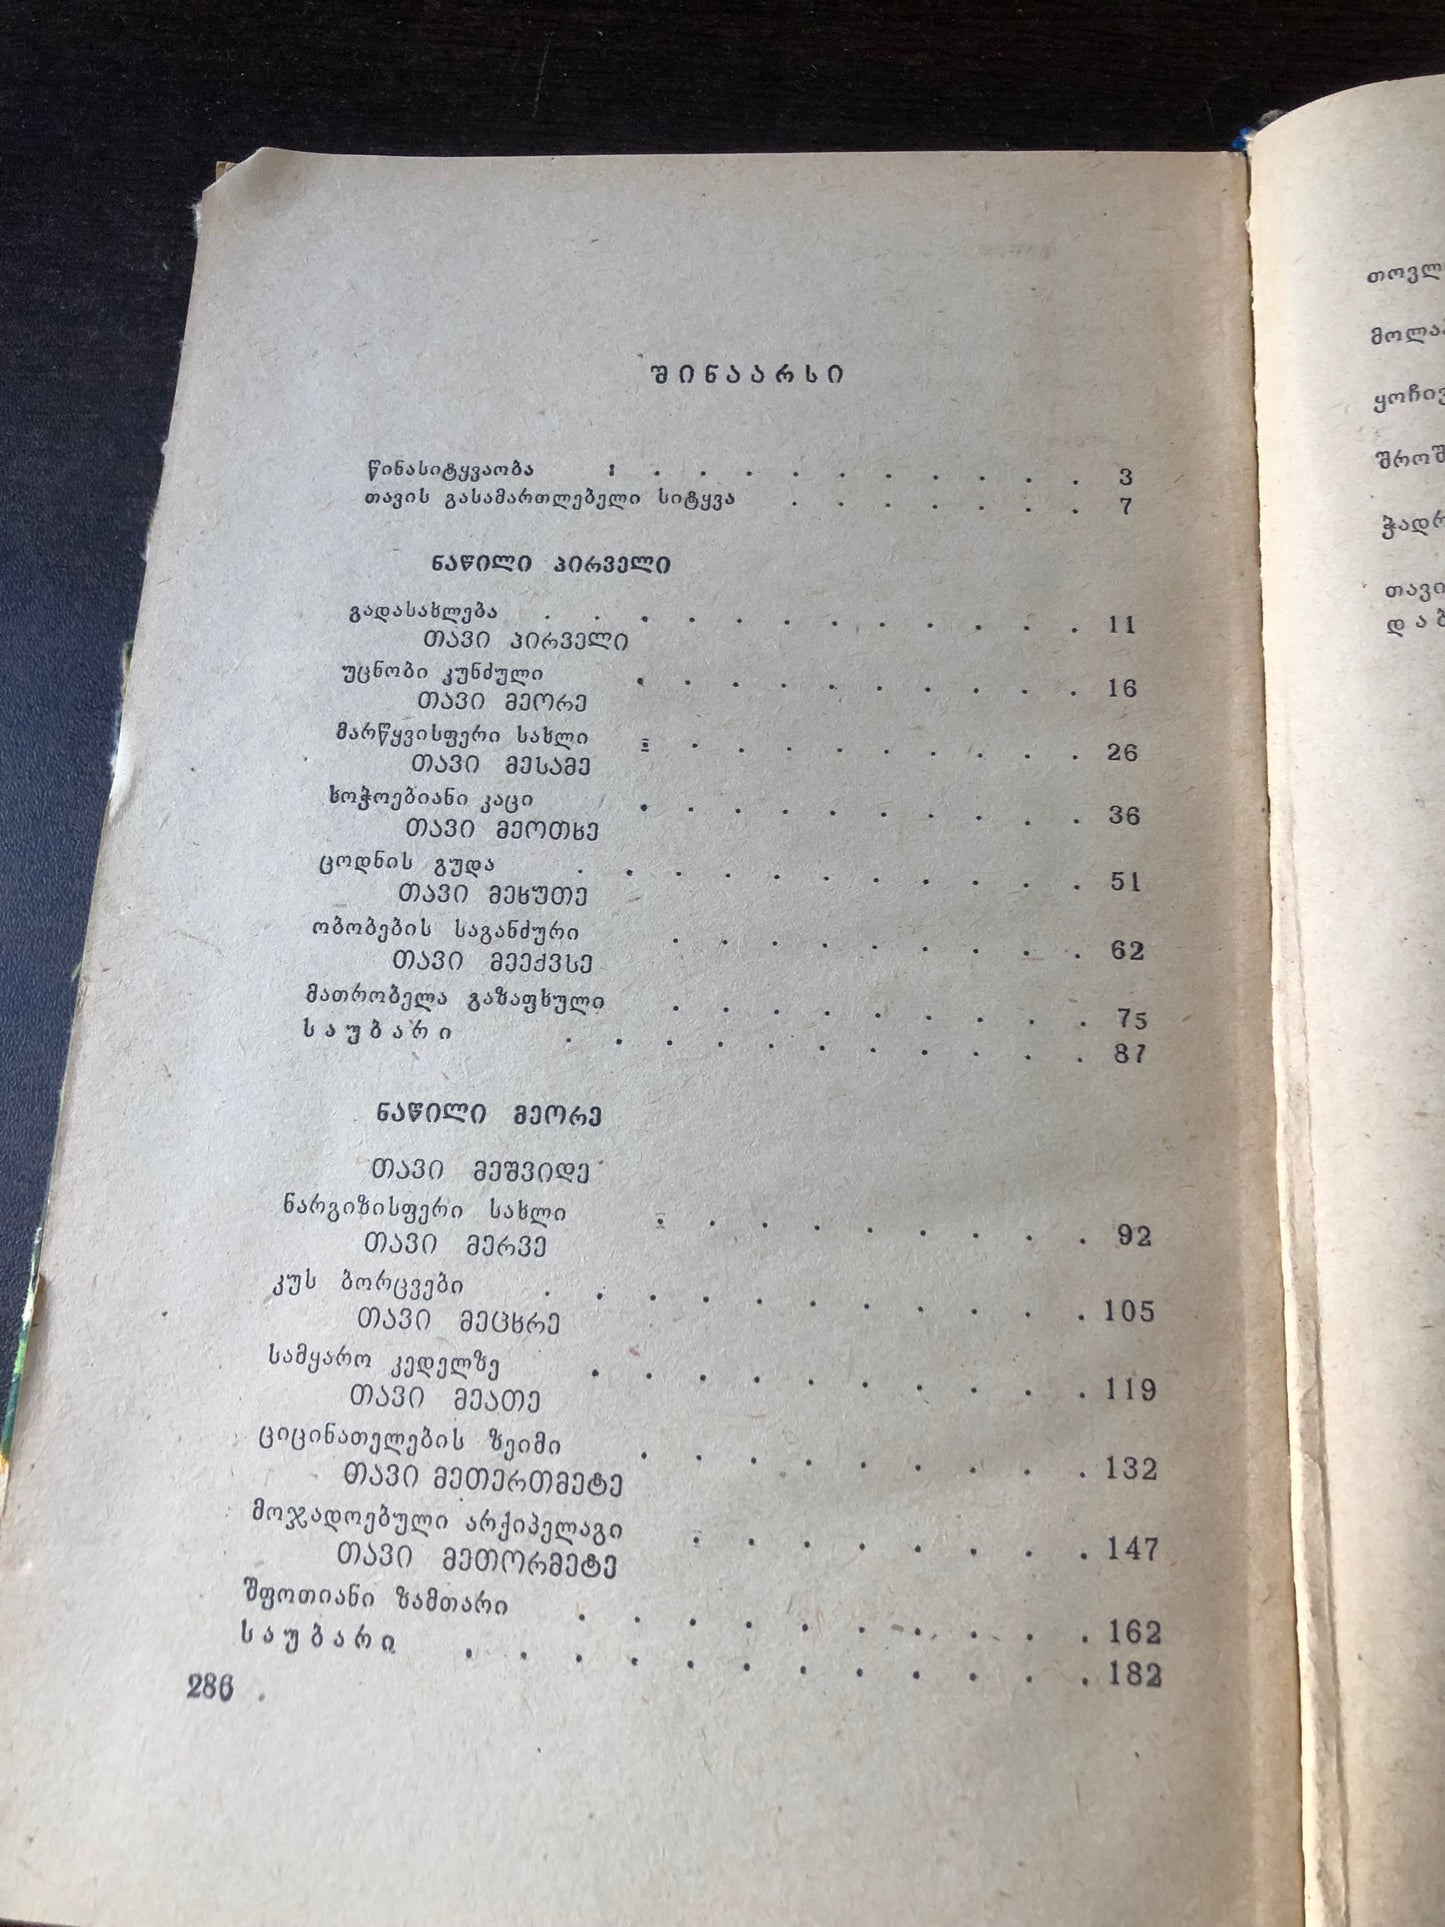 შინაარსი
წინასიტყვაობა . . . . . . . . . . . 3
თავის გასამართლებელი სიტყვა . . . . . . . 7
ნაწილი პირველი
გადასახლება . . . . . . . . . . . . 11
თავი პირველი
უცნობი კუნძული . . . . . . . . . . 16
თავი მეორე
მარწყვისფერი სახლი . . . . . . . . . . 26
თავი მესამე
ხოჭოებიანი კაცი . . . . . . . . . . 36
თავი მეოთხე
ცოდნის გუდა . . . . . . . . . . . 51
თავი მეხუთე
ობობების საგანძური . . . . . . . . . 62
თავი მეექვსე
მათრობელა გაზაფხული . . . . . . . . . 75
საუბარი . . . . . . . . . . . 87
ნაწილი მეორე
თავი მეშვიდე
ნარგიზისფერი სახლი . . . . . . . . . 92
თავი მერვე
კუს ბორცვები . . . . . . . . . . . 105
თავი მეცხრე
სამყარო კედელზე . . . . . . . . . . 119
თავი მეათე
ციცინათელების ზეიმი . . . . . . . . . 132
თავი მეთერთმეტე
მოჯადოებული არქიპელაგი . . . . . . . . 147
თავი მეთორმეტე
შფოთიანი ზამთარი . . . . . . . . . . 162
საუბარი . . . . . . . . . . . . 182
286